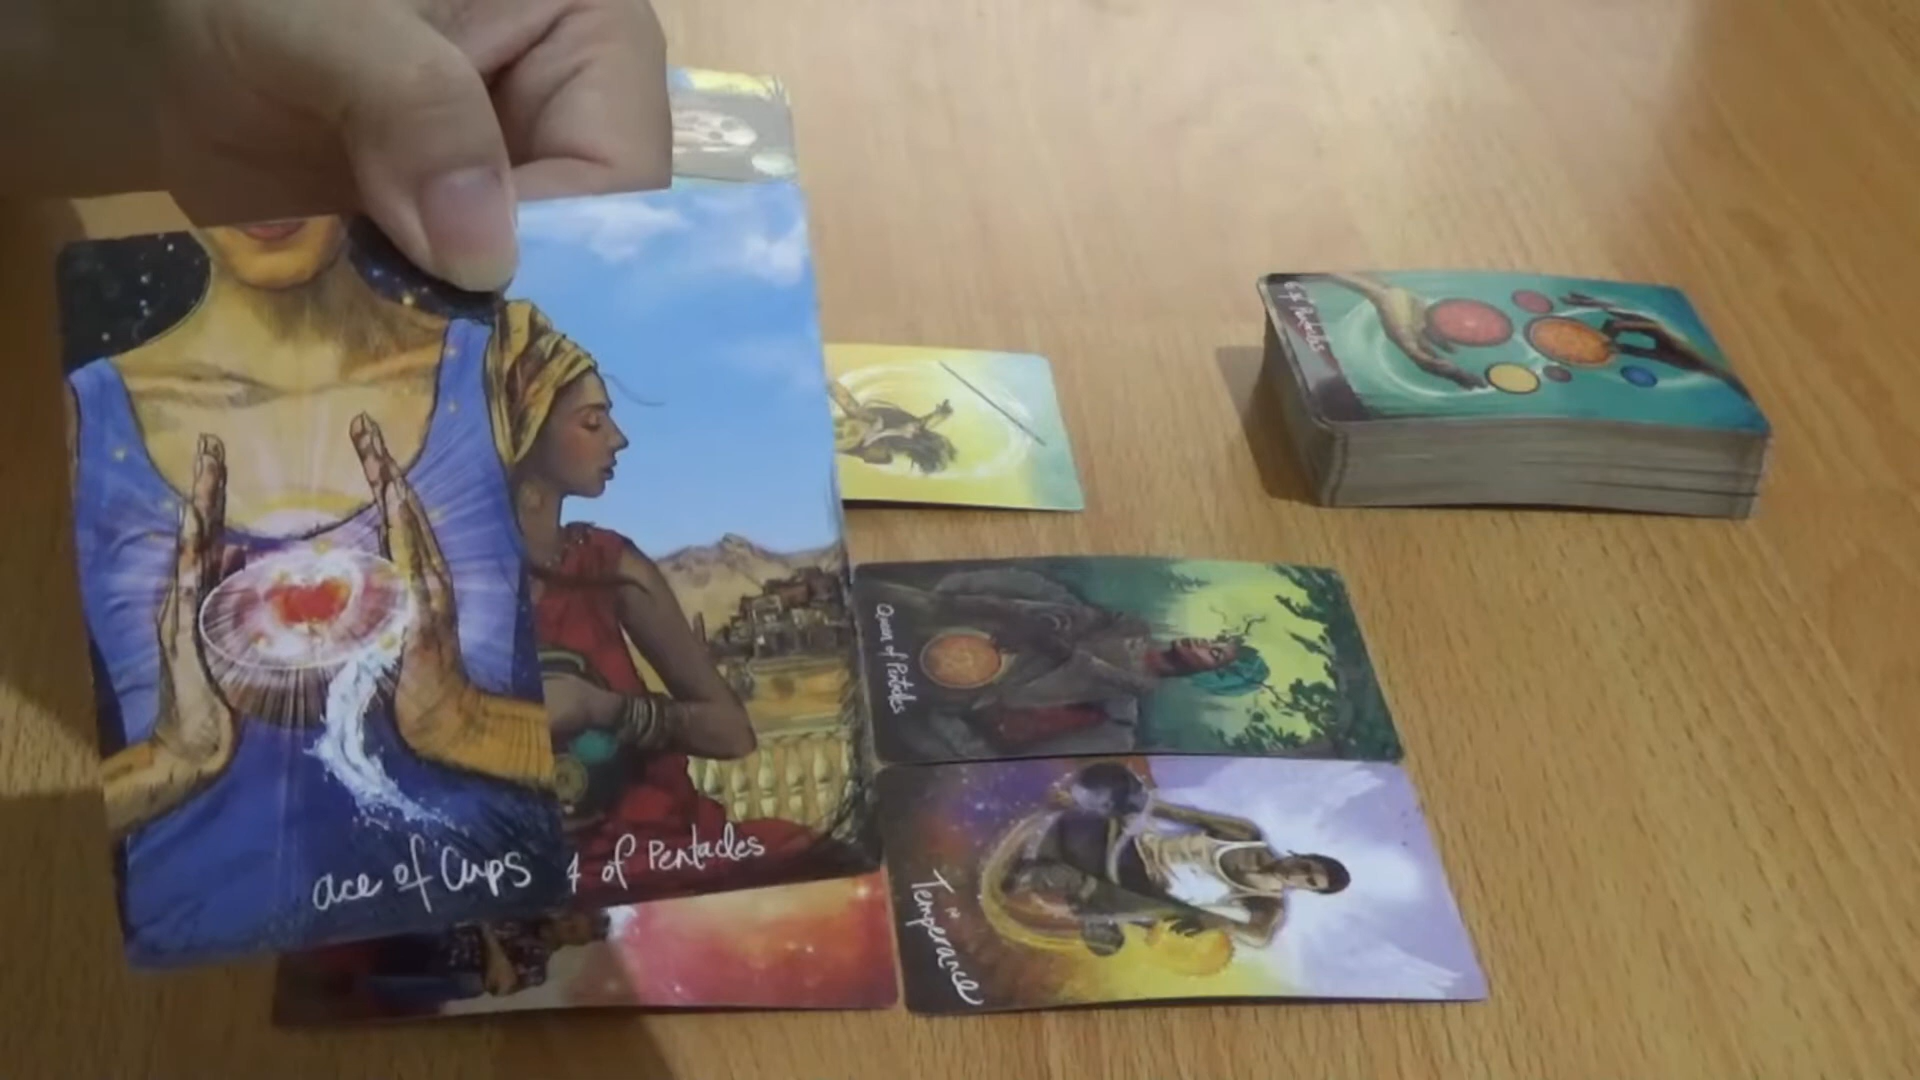 ace of Cups
of Pentacles
Queen of Pentacles
Temperance